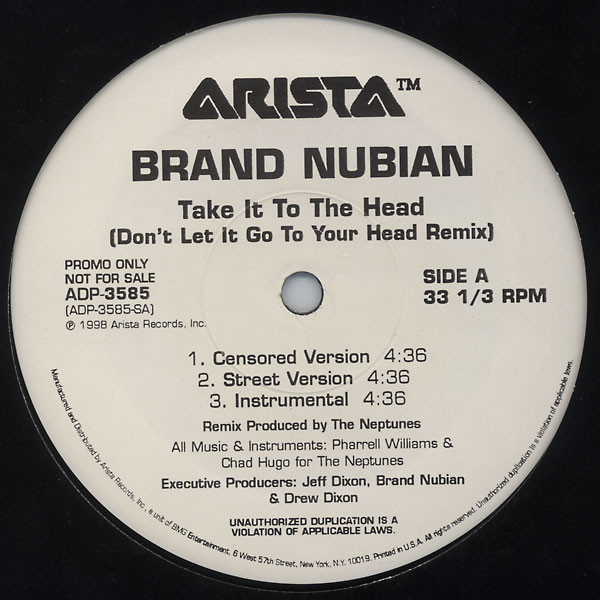 ARISTA™
BRAND NUBIAN
Take It To The Head
(Don't Let It Go To Your Head Remix)
PROMO ONLY
NOT FOR SALE
ADP-3585
(ADP-3585-SA)
℗ 1998 Arista Records, Inc.
SIDE A
33 1/3 RPM
1. Censored Version 4:36
2. Street Version 4:36
3. Instrumental 4:36
Remix Produced by The Neptunes
All Music & Instruments: Pharrell Williams &
Chad Hugo for The Neptunes
Executive Producers: Jeff Dixon, Brand Nubian
& Drew Dixon
UNAUTHORIZED DUPLICATION IS A
VIOLATION OF APPLICABLE LAWS.
Manufactured and Distributed by Arista Records, Inc., a unit of BMG Entertainment, 6 West 57th Street, New York, N.Y. 10019. Printed in U.S.A. All rights reserved. Unauthorized duplication is a violation of applicable laws.